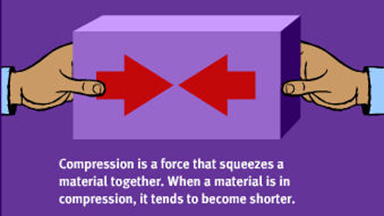 Compression is a force that squeezes a
material together. When a material is in
compression, it tends to become shorter.